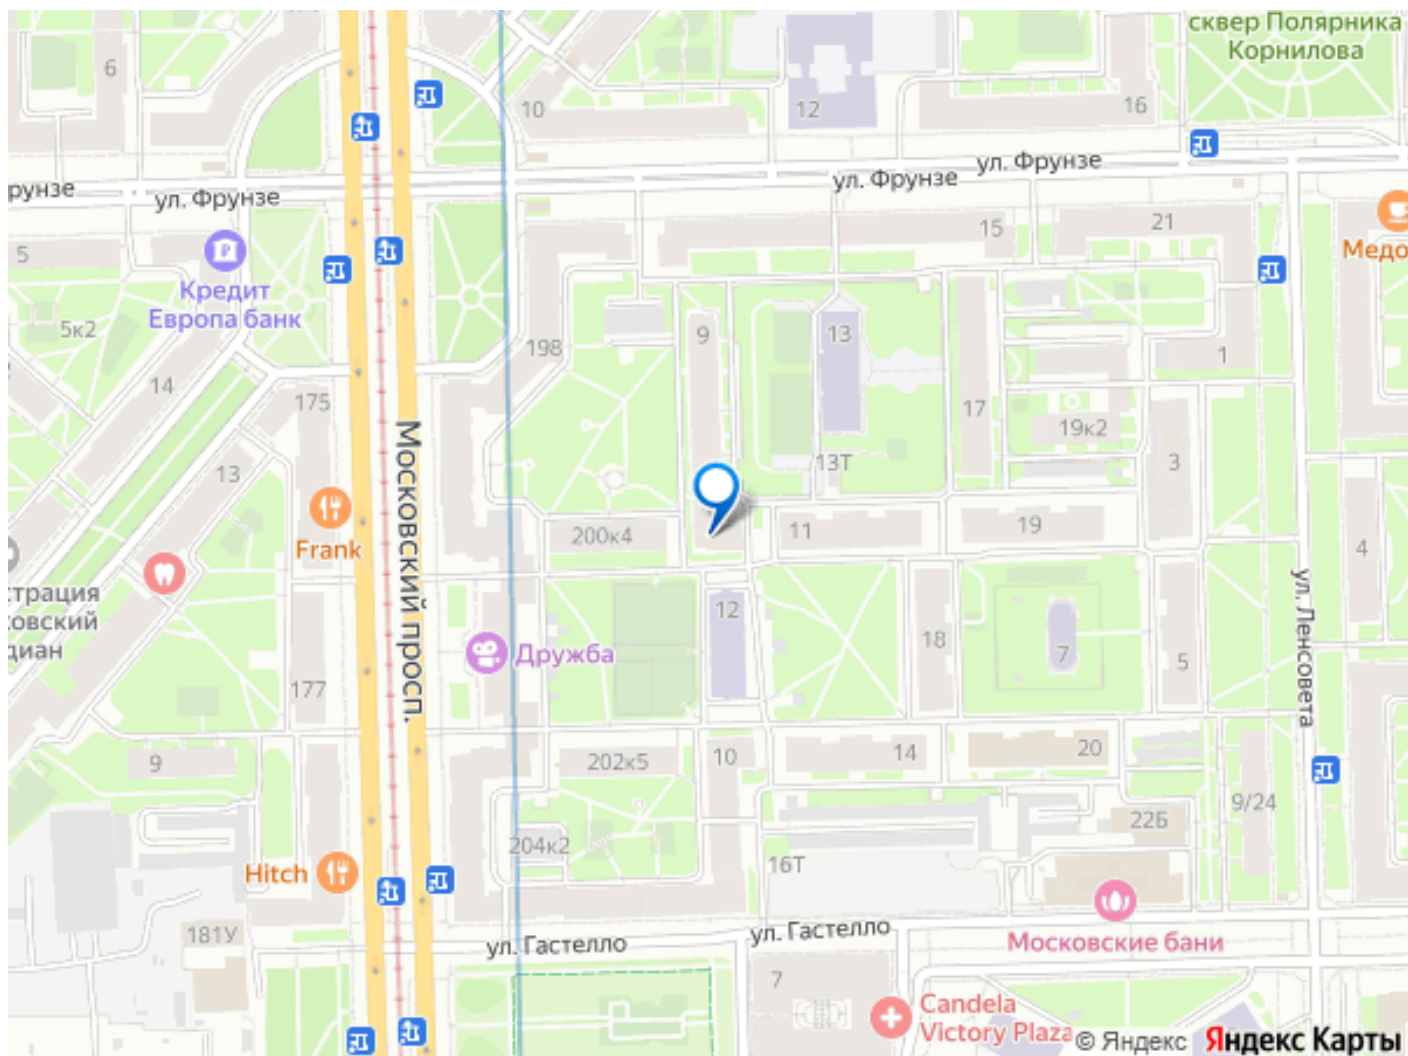 сквер Полярника
Корнилова
6
10
12
16
ул. Фрунзе
ул. Фрунзе
рунзе
ул. Фрунзе
5
15
21
Медо
Кредит
Европа банк
5к2
198
9
13
1
14
175
17
19к2
13
13Т
3
Московский просп.
Frank
200к4
11
19
4
страция
ковский
диан
12
18
7
5
ул. Ленсовета
Дружба
177
9
202к5
10
14
20
9/24
22Б
204к2
16Т
Hitch
181У
ул. Гастелло
ул. Гастелло
Московские бани
7
Candela
Victory Plaza
© Яндекс Яндекс Карты